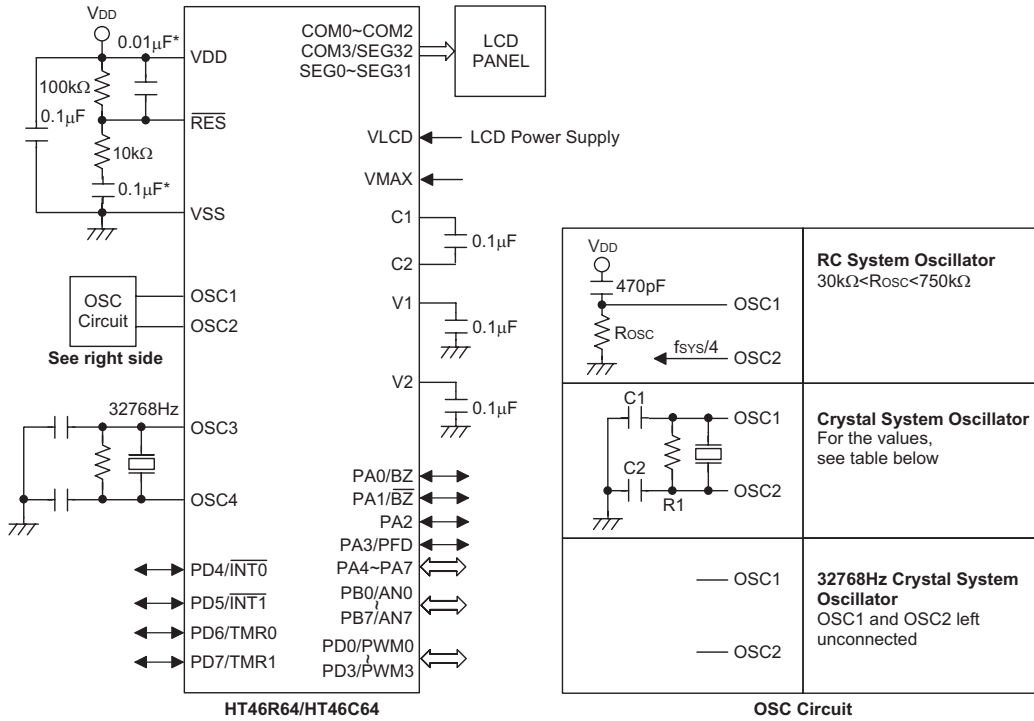 VDD
0.01μF*
VDD
100kΩ
0.1μF
RES
10kΩ
0.1μF*
VSS
OSC
Circuit
OSC1
OSC2
See right side
32768Hz
OSC3
OSC4
PD4/INT0
PD5/INT1
PD6/TMR0
PD7/TMR1
COM0~COM2
COM3/SEG32
SEG0~SEG31
LCD
PANEL
VLCD
LCD Power Supply
VMAX
C1
0.1μF
C2
V1
0.1μF
V2
0.1μF
PA0/BZ
PA1/BZ
PA2
PA3/PFD
PA4~PA7
PB0/AN0
~
PB7/AN7
PD0/PWM0
~
PD3/PWM3
HT46R64/HT46C64
VDD
470pF
OSC1
ROSC
fSYS/4
OSC2
RC System Oscillator
30kΩ<ROSC<750kΩ
C1
OSC1
C2
OSC2
R1
Crystal System Oscillator
For the values,
see table below
OSC1
OSC2
32768Hz Crystal System
Oscillator
OSC1 and OSC2 left
unconnected
OSC Circuit